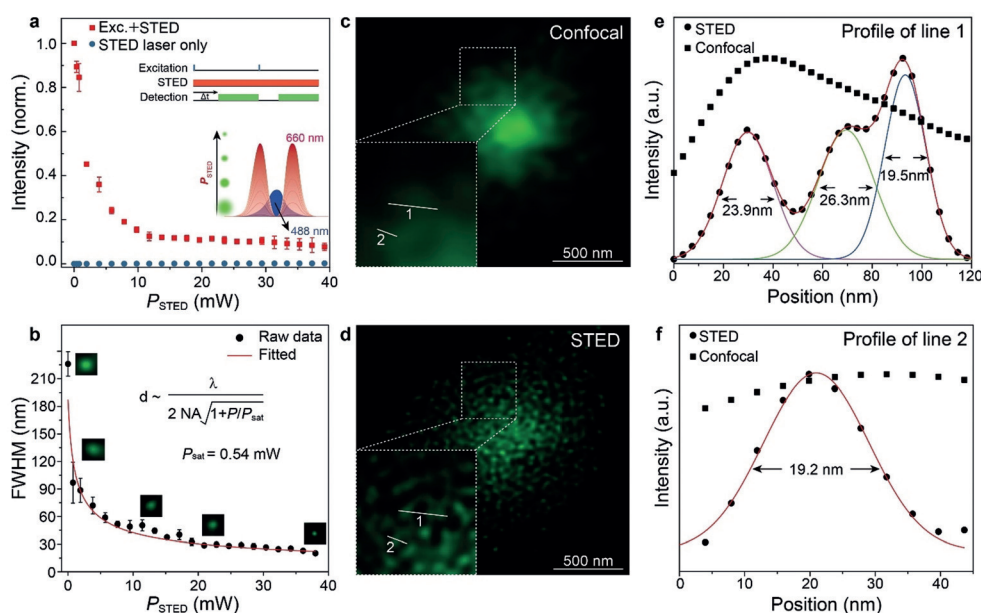 a
Exc.+STED
STED laser only
Excitation
STED
Detection
Δt
P_STED
660 nm
488 nm
Intensity (norm.)
1.0
0.8
0.6
0.4
0.2
0.0
0 10 20 30 40
P_STED (mW)
b
Raw data
Fitted
d ~ λ / 2 NA√1+P/P_sat
P_sat = 0.54 mW
FWHM (nm)
210
180
150
120
90
60
30
0
0 10 20 30 40
P_STED (mW)
c
Confocal
1
2
500 nm
d
STED
1
2
500 nm
e
STED
Confocal
Profile of line 1
Intensity (a.u.)
19.5nm
26.3nm
23.9nm
0 20 40 60 80 100 120
Position (nm)
f
STED
Confocal
Profile of line 2
Intensity (a.u.)
19.2 nm
0 10 20 30 40
Position (nm)